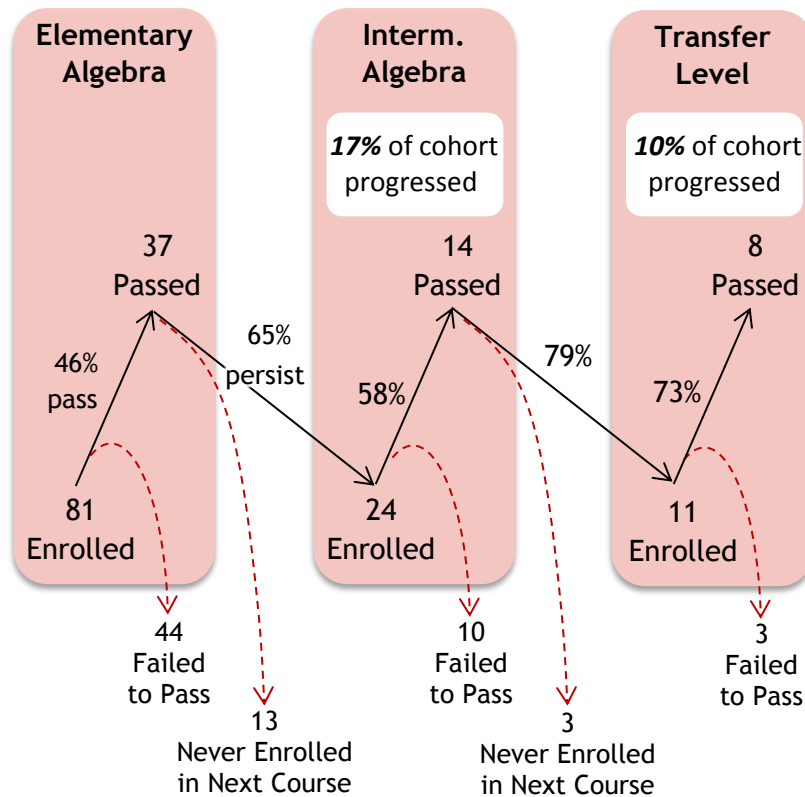 Elementary
Algebra
37
Passed
46%
pass
81
Enrolled
44
Failed
to Pass
65%
persist
13
Never Enrolled
in Next Course
Interm.
Algebra
17% of cohort
progressed
14
Passed
58%
24
Enrolled
10
Failed
to Pass
79%
3
Never Enrolled
in Next Course
Transfer
Level
10% of cohort
progressed
8
Passed
73%
11
Enrolled
3
Failed
to Pass